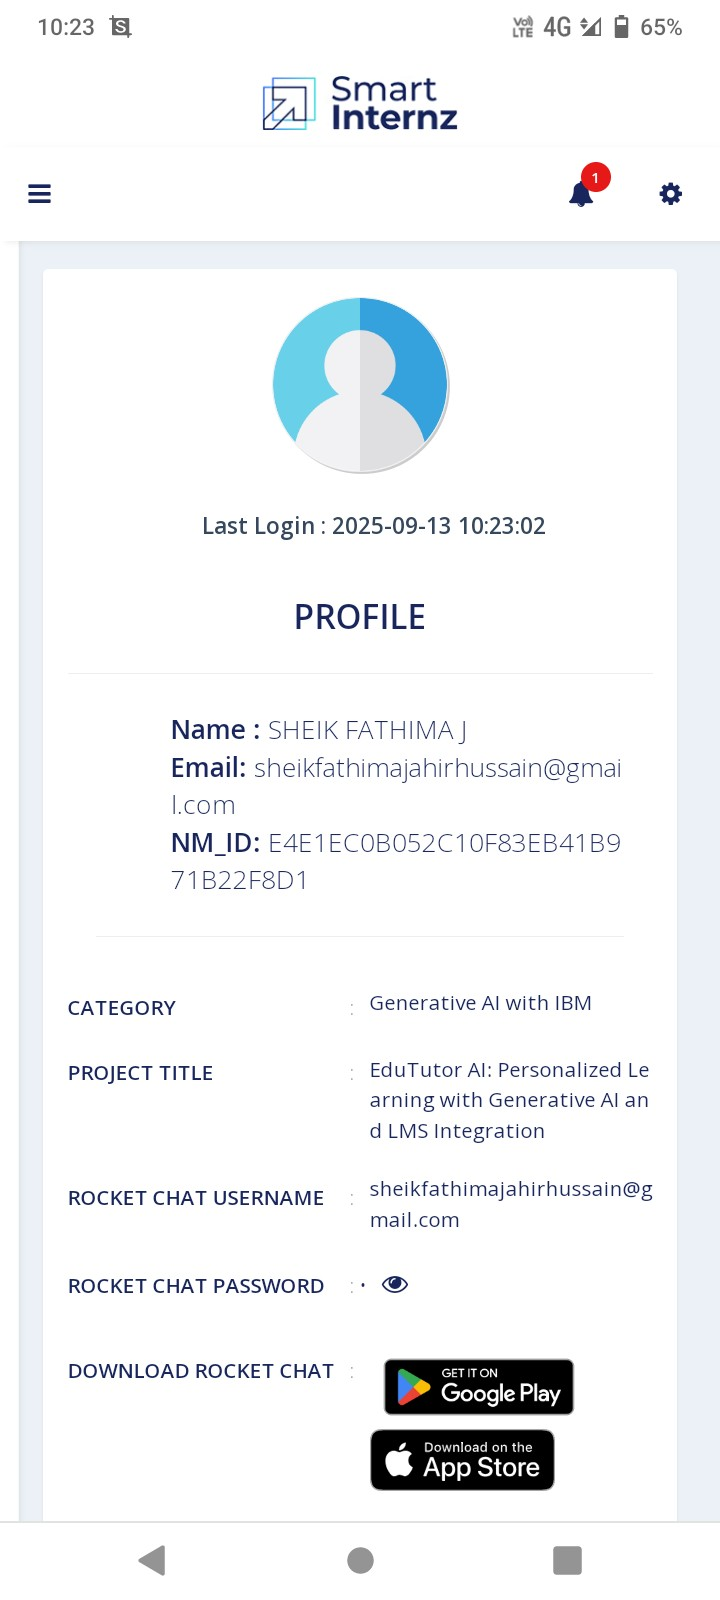 10:23 S VoI) LTE 4G 65%
Smart
Internz
1
Last Login : 2025-09-13 10:23:02
PROFILE
Name : SHEIK FATHIMA J
Email: sheikfathimajahirhussain@gmai
l.com
NM_ID: E4E1EC0B052C10F83EB41B9
71B22F8D1
CATEGORY : Generative AI with IBM
PROJECT TITLE : EduTutor AI: Personalized Le
arning with Generative AI an
d LMS Integration
ROCKET CHAT USERNAME : sheikfathimajahirhussain@g
mail.com
ROCKET CHAT PASSWORD : •
DOWNLOAD ROCKET CHAT :
GET IT ON
Google Play
Download on the
App Store